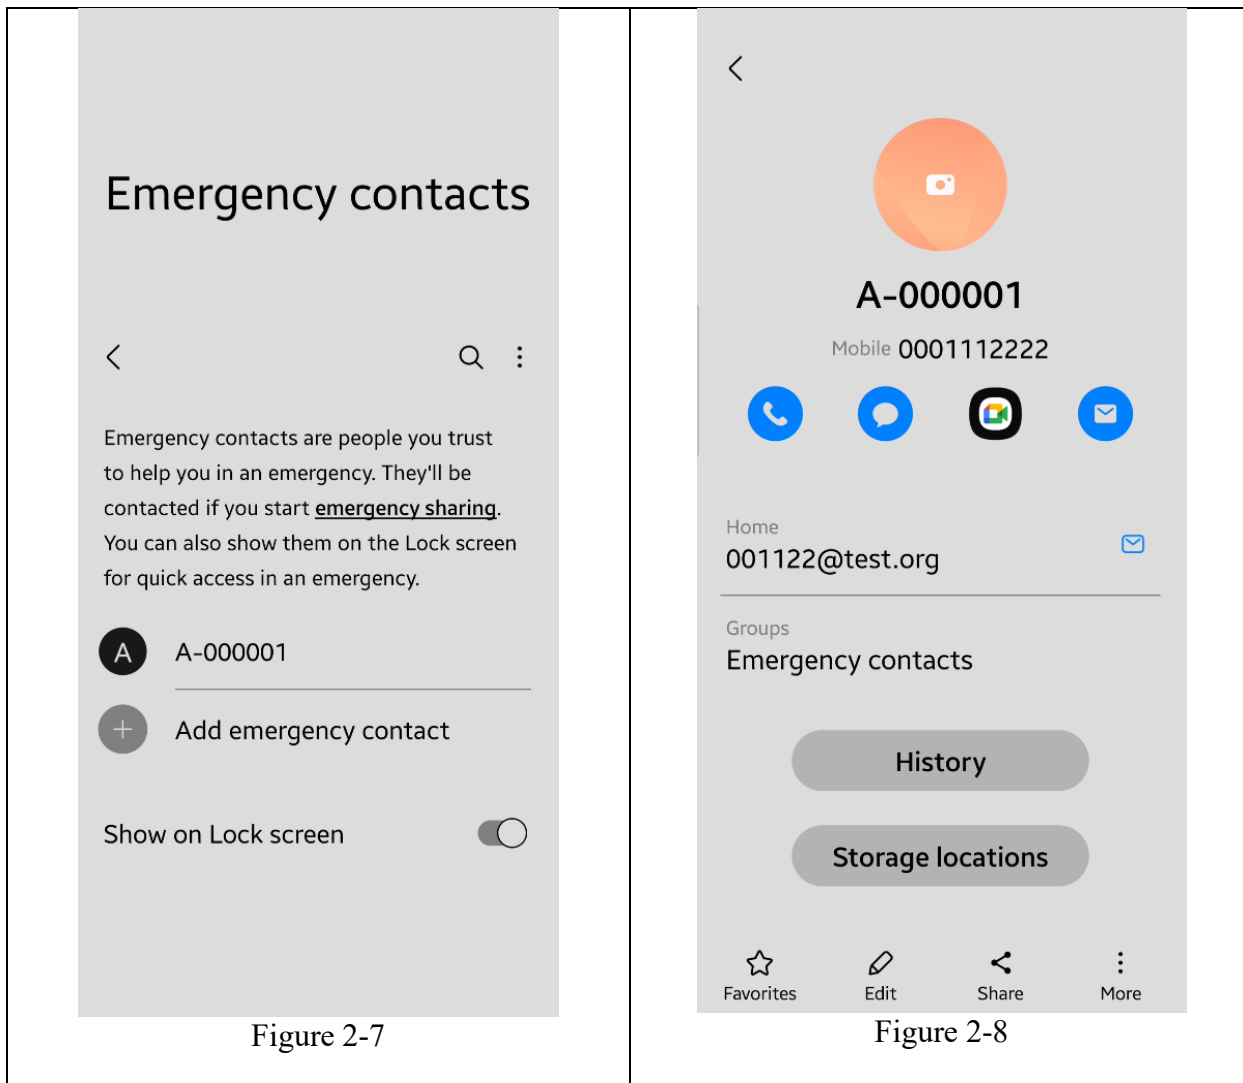 Emergency contacts
Emergency contacts are people you trust
to help you in an emergency. They'll be
contacted if you start emergency sharing.
You can also show them on the Lock screen
for quick access in an emergency.
A
A-000001
Add emergency contact
Show on Lock screen
Figure 2-7
A-000001
Mobile 0001112222
Home
001122@test.org
Groups
Emergency contacts
History
Storage locations
Favorites
Edit
Share
More
Figure 2-8